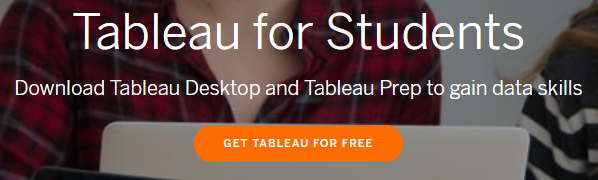 Tableau for Students
Download Tableau Desktop and Tableau Prep to gain data skills
GET TABLEAU FOR FREE